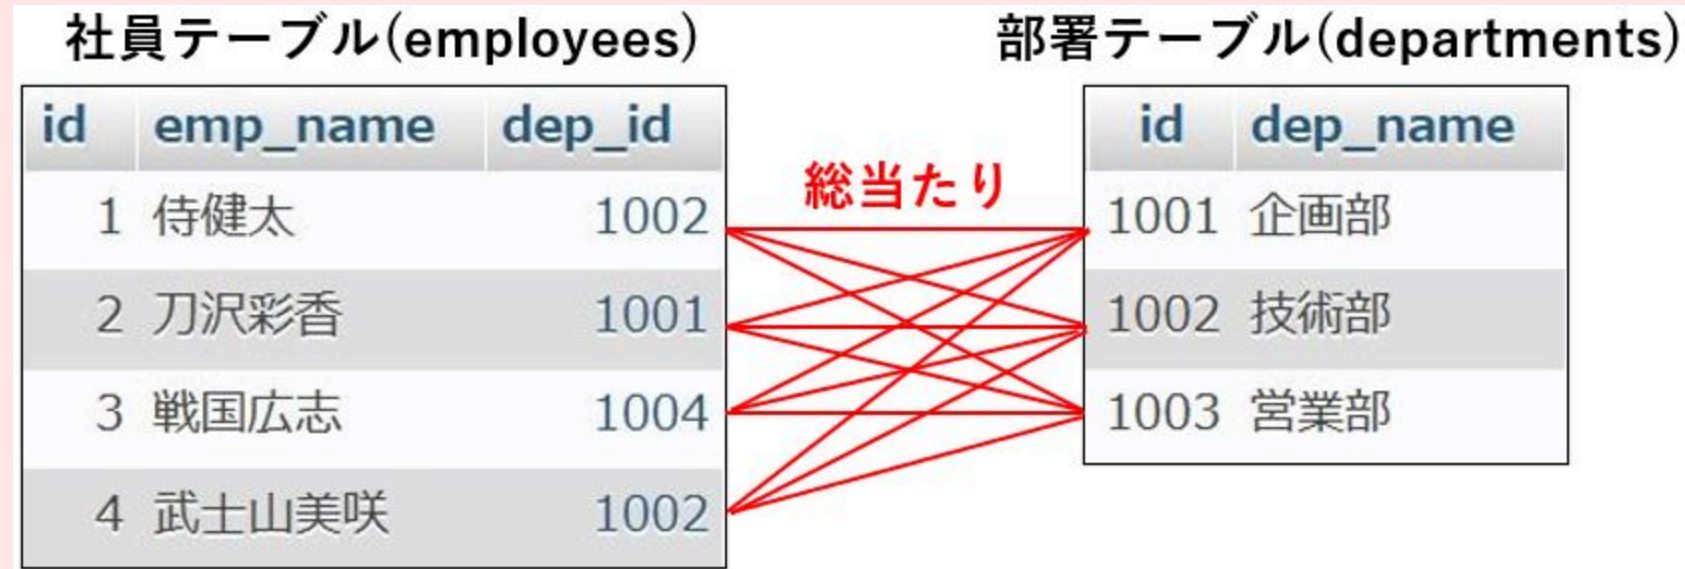 社員テーブル(employees) 部署テーブル(departments)
id emp_name dep_id
1 侍健太 1002
2 刀沢彩香 1001
3 戦国広志 1004
4 武士山美咲 1002
総当たり
id dep_name
1001 企画部
1002 技術部
1003 営業部